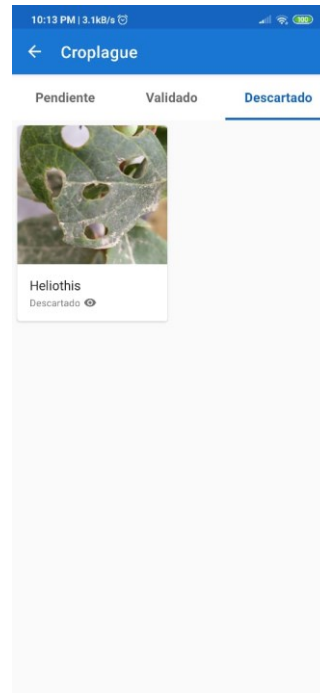 10:13 PM | 3.1kB/s 100
Croplague
Pendiente Validado Descartado
Heliothis
Descartado